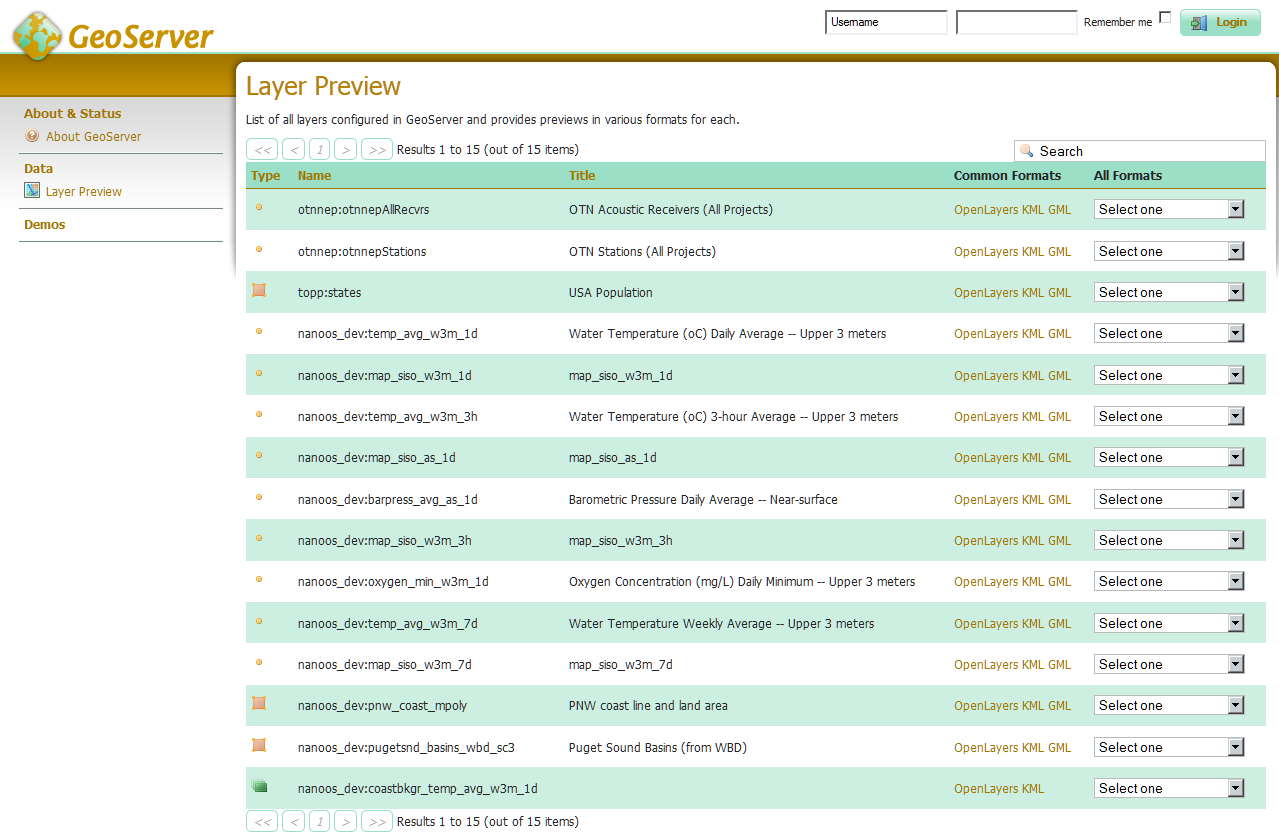 GeoServer
Username
Remember me
Login
About & Status
About GeoServer
Data
Layer Preview
Demos
Layer Preview
List of all layers configured in GeoServer and provides previews in various formats for each.
<< < 1 > >> Results 1 to 15 (out of 15 items)
Search
Type Name Title Common Formats All Formats
otnnep:otnnepAllRecvrs OTN Acoustic Receivers (All Projects) OpenLayers KML GML Select one
otnnep:otnnepStations OTN Stations (All Projects) OpenLayers KML GML Select one
topp:states USA Population OpenLayers KML GML Select one
nanoos_dev:temp_avg_w3m_1d Water Temperature (oC) Daily Average -- Upper 3 meters OpenLayers KML GML Select one
nanoos_dev:map_siso_w3m_1d map_siso_w3m_1d OpenLayers KML GML Select one
nanoos_dev:temp_avg_w3m_3h Water Temperature (oC) 3-hour Average -- Upper 3 meters OpenLayers KML GML Select one
nanoos_dev:map_siso_as_1d map_siso_as_1d OpenLayers KML GML Select one
nanoos_dev:barpress_avg_as_1d Barometric Pressure Daily Average -- Near-surface OpenLayers KML GML Select one
nanoos_dev:map_siso_w3m_3h map_siso_w3m_3h OpenLayers KML GML Select one
nanoos_dev:oxygen_min_w3m_1d Oxygen Concentration (mg/L) Daily Minimum -- Upper 3 meters OpenLayers KML GML Select one
nanoos_dev:temp_avg_w3m_7d Water Temperature Weekly Average -- Upper 3 meters OpenLayers KML GML Select one
nanoos_dev:map_siso_w3m_7d map_siso_w3m_7d OpenLayers KML GML Select one
nanoos_dev:pnw_coast_mpoly PNW coast line and land area OpenLayers KML GML Select one
nanoos_dev:pugetsnd_basins_wbd_sc3 Puget Sound Basins (from WBD) OpenLayers KML GML Select one
nanoos_dev:coastbkgr_temp_avg_w3m_1d OpenLayers KML Select one
<< < 1 > >> Results 1 to 15 (out of 15 items)